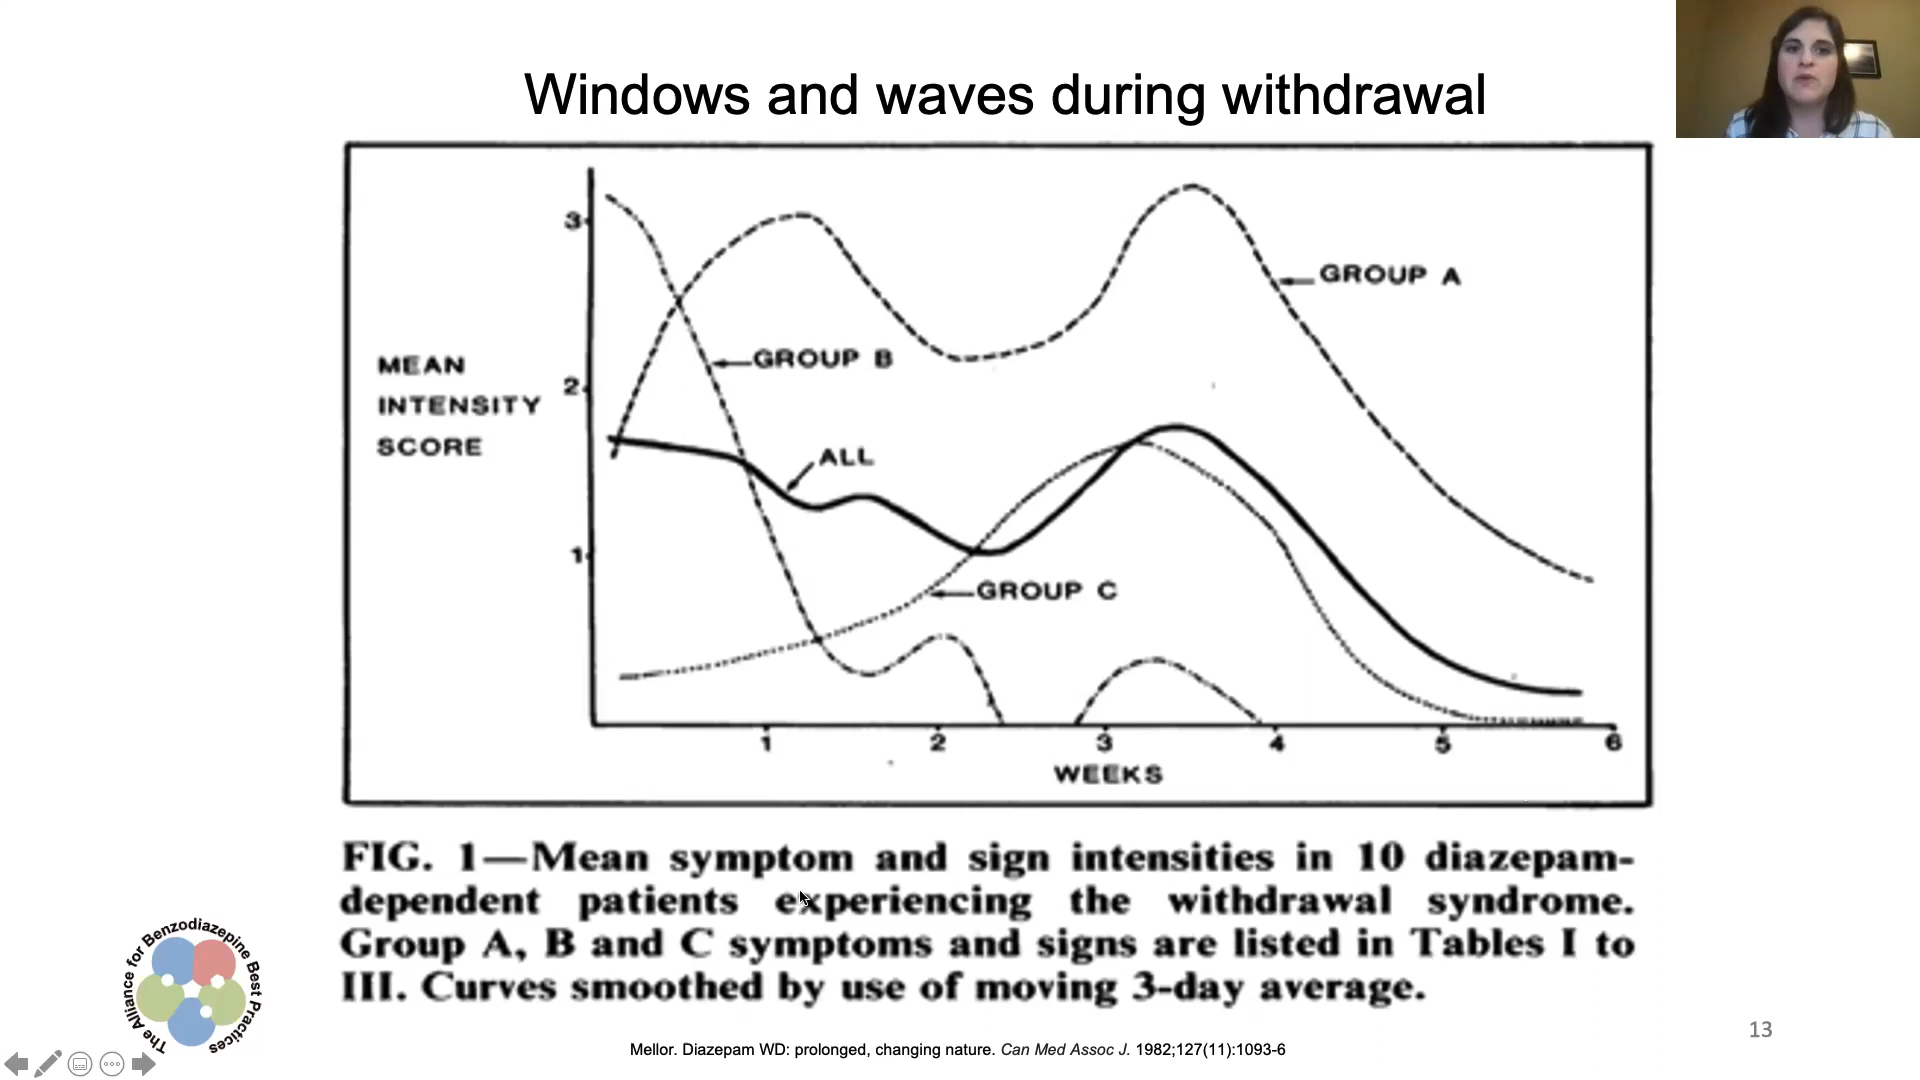 Windows and waves during withdrawal
3
GROUP A
MEAN
INTENSITY
SCORE
GROUP B
2
ALL
1
GROUP C
1 2 3 4 5 6
WEEKS
FIG. 1—Mean symptom and sign intensities in 10 diazepam-
dependent patients experiencing the withdrawal syndrome.
Group A, B and C symptoms and signs are listed in Tables I to
III. Curves smoothed by use of moving 3-day average.
The Alliance for Benzodiazepine Best Practices
13
Mellor. Diazepam WD: prolonged, changing nature. Can Med Assoc J. 1982;127(11):1093-6